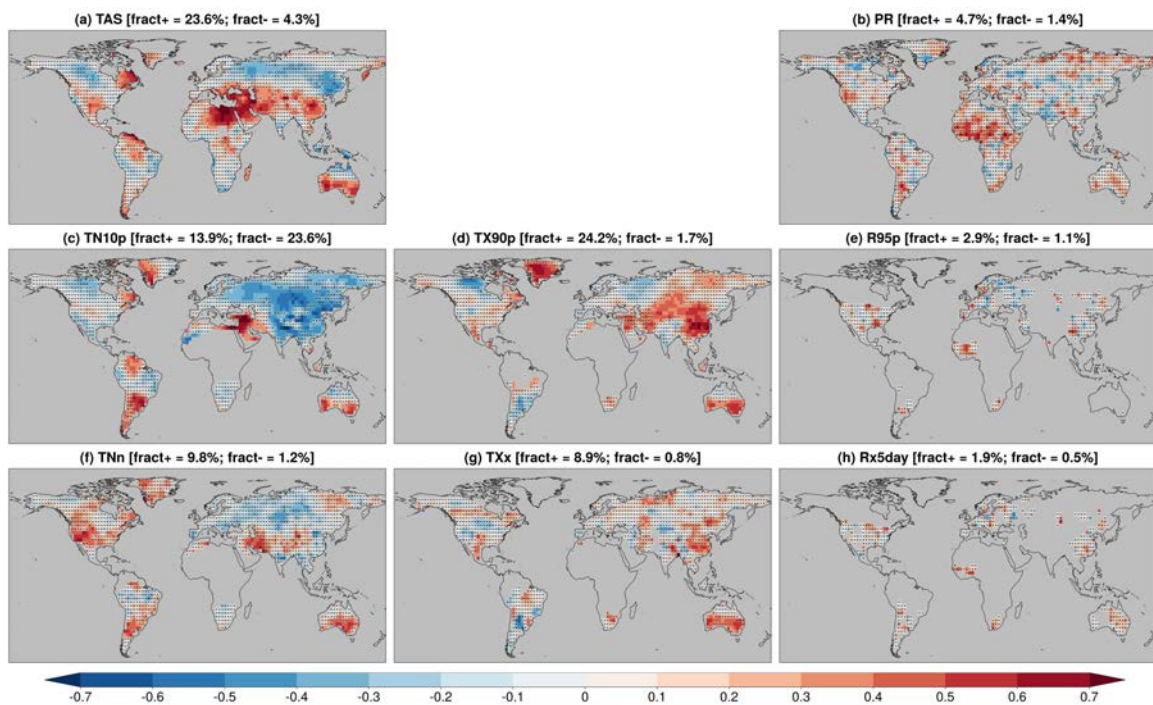 (a) TAS [fract+ = 23.6%; fract- = 4.3%]
(b) PR [fract+ = 4.7%; fract- = 1.4%]
(c) TN10p [fract+ = 13.9%; fract- = 23.6%]
(d) TX90p [fract+ = 24.2%; fract- = 1.7%]
(e) R95p [fract+ = 2.9%; fract- = 1.1%]
(f) TNn [fract+ = 9.8%; fract- = 1.2%]
(g) TXx [fract+ = 8.9%; fract- = 0.8%]
(h) Rx5day [fract+ = 1.9%; fract- = 0.5%]
-0.7 -0.6 -0.5 -0.4 -0.3 -0.2 -0.1 0 0.1 0.2 0.3 0.4 0.5 0.6 0.7